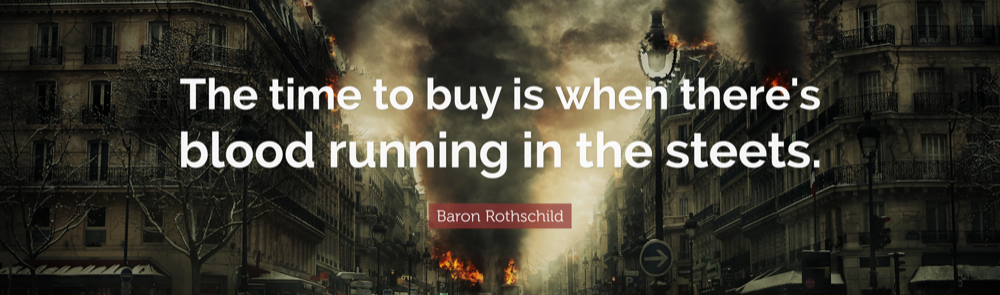 The time to buy is when there's
blood running in the steets.
Baron Rothschild